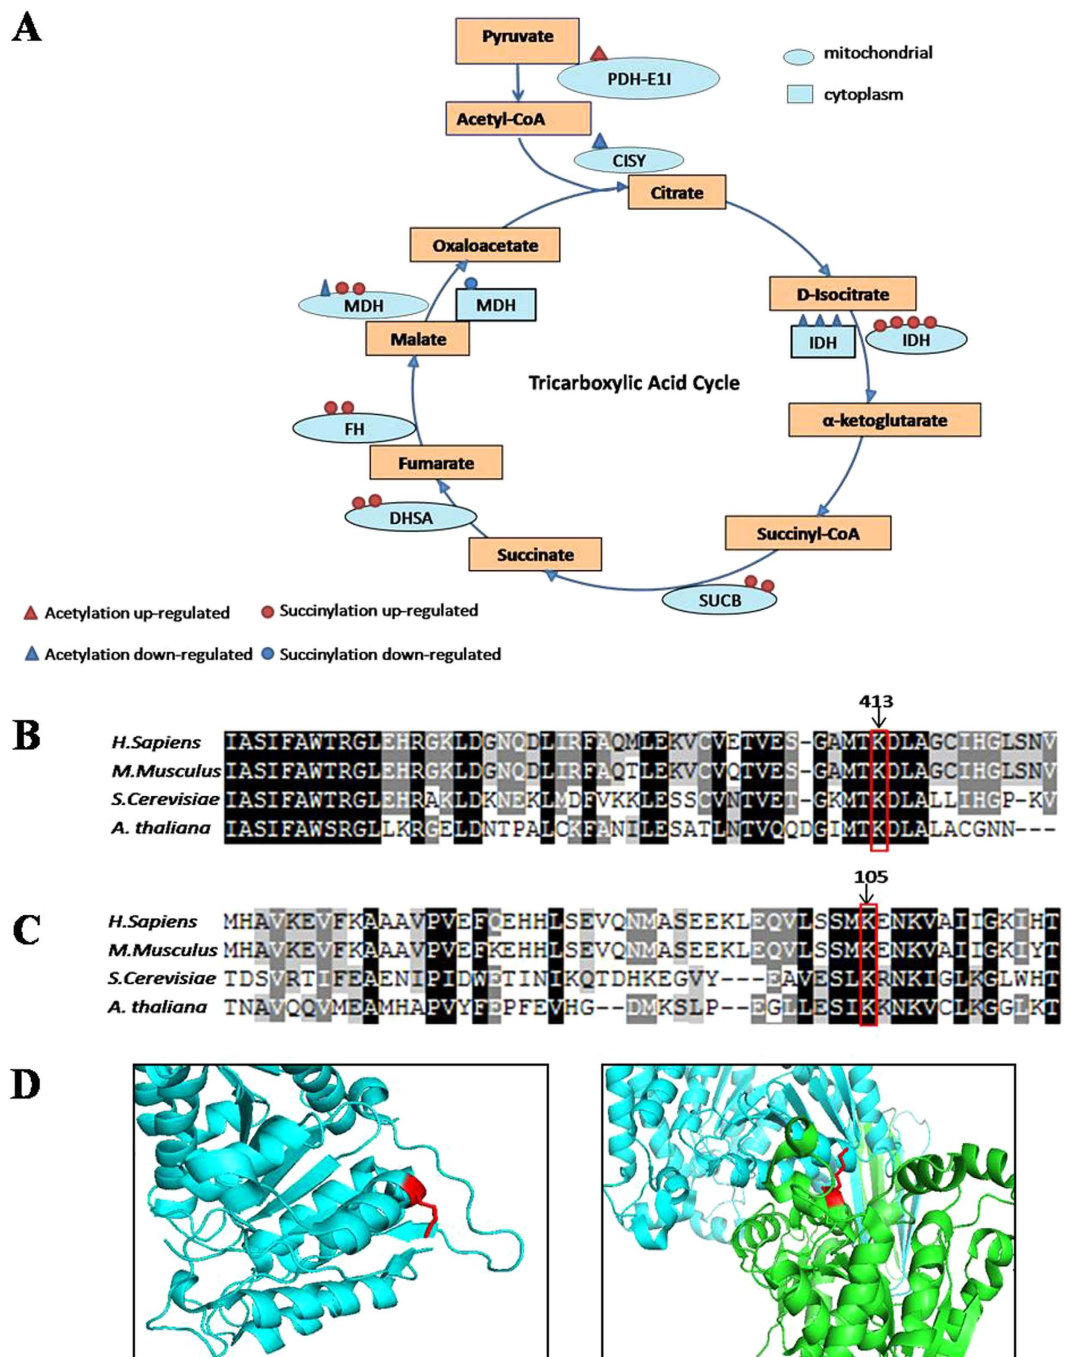 A
Pyruvate
PDH-E1I
mitochondrial
cytoplasm
Acetyl-CoA
CISY
Citrate
Oxaloacetate
D-Isocitrate
MDH
MDH
IDH
IDH
Malate
Tricarboxylic Acid Cycle
α-ketoglutarate
FH
Fumarate
DHSA
Succinyl-CoA
Succinate
SUCB
Acetylation up-regulated
Succinylation up-regulated
Acetylation down-regulated
Succinylation down-regulated
B
413
H.Sapiens IASIFAWTRGLEHRGKLDGNQDLIRFAQMLEKVCVETVES-GAMTKDLAGCIHGLSNV
M.Musculus IASIFAWTRGLEHRGKLDGNQDLIRFAQTLEKVCVQTVES-GAMTKDLAGCIHGLSNV
S.Cerevisiae IASIFAWTRGLEHRAKLDKNEKLMDFVKKLESSCVNTVET-GKMTKDLALLIHGP-KV
A. thaliana IASIFAWSRGLLKRGELDNTPALCKFANILESATLNTVQQDGIMTKDLALACGNN---
C
105
H.Sapiens MHAVKEVFKAAAVPVEFQEHHLSEVQNMASEEKLEQVLSSMKENKVAIIGKIHT
M.Musculus MHAVKEVFKAAAVPVEFKEHHLSEVQNMASEEKLEQVLSSMKENKVAIIGKIYT
S.Cerevisiae TDSVRTIFEAENIPIDWETINIKQTDHKEGVY---EAVESLKRNKIGLKGLWHT
A. thaliana TNAVQQVMEAMHAPVYFEPFEVHG--DMKSLP--EGLLESIKKNKVCLKGGLKT
D